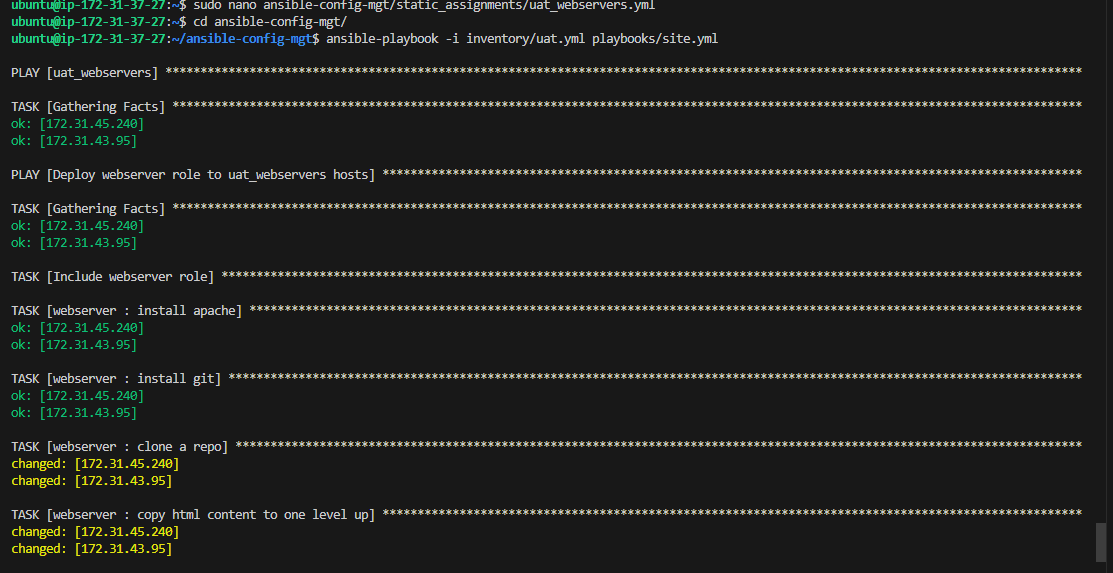 ubuntu@ip-172-31-37-27:~$ sudo nano ansible-config-mgt/static_assignments/uat_webservers.yml
ubuntu@ip-172-31-37-27:~$ cd ansible-config-mgt/
ubuntu@ip-172-31-37-27:~/ansible-config-mgt$ ansible-playbook -i inventory/uat.yml playbooks/site.yml
PLAY [uat_webservers] ***********************************************************************************************************************************
TASK [Gathering Facts] **********************************************************************************************************************************
ok: [172.31.45.240]
ok: [172.31.43.95]
PLAY [Deploy webserver role to uat_webservers hosts] ****************************************************************************************************
TASK [Gathering Facts] **********************************************************************************************************************************
ok: [172.31.45.240]
ok: [172.31.43.95]
TASK [Include webserver role] ***************************************************************************************************************************
TASK [webserver : install apache] ***********************************************************************************************************************
ok: [172.31.45.240]
ok: [172.31.43.95]
TASK [webserver : install git] **************************************************************************************************************************
ok: [172.31.45.240]
ok: [172.31.43.95]
TASK [webserver : clone a repo] *************************************************************************************************************************
changed: [172.31.45.240]
changed: [172.31.43.95]
TASK [webserver : copy html content to one level up] ****************************************************************************************************
changed: [172.31.45.240]
changed: [172.31.43.95]